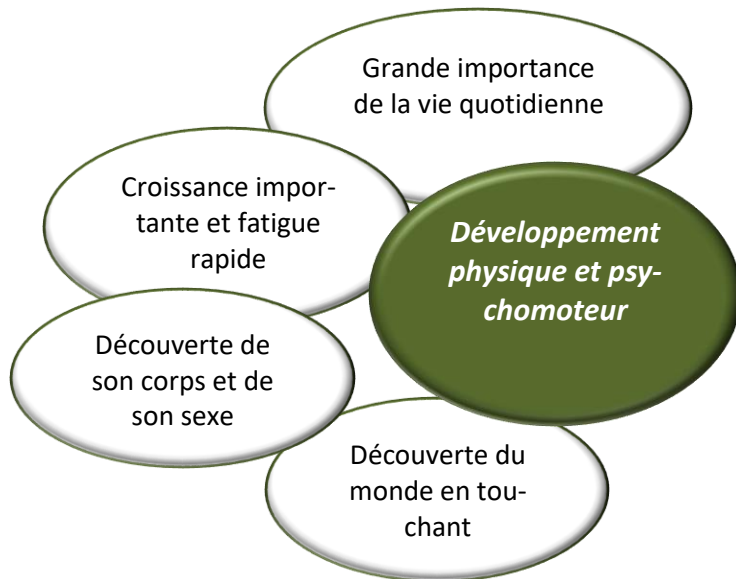 Grande importance
de la vie quotidienne
Croissance impor-
tante et fatigue
rapide
Développement
physique et psy-
chomoteur
Découverte de
son corps et de
son sexe
Découverte du
monde en tou-
chant